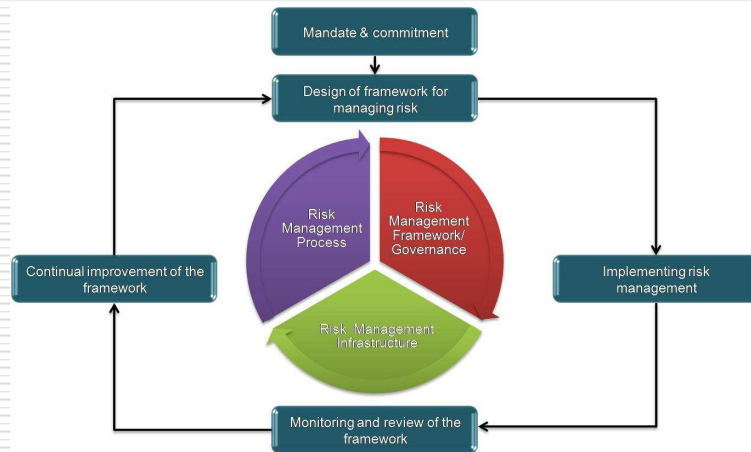 Mandate & commitment
Design of framework for
managing risk
Risk
Management
Process
Risk
Management
Framework/
Governance
Continual improvement of the
framework
Implementing risk
management
Risk Management
Infrastructure
Monitoring and review of the
framework